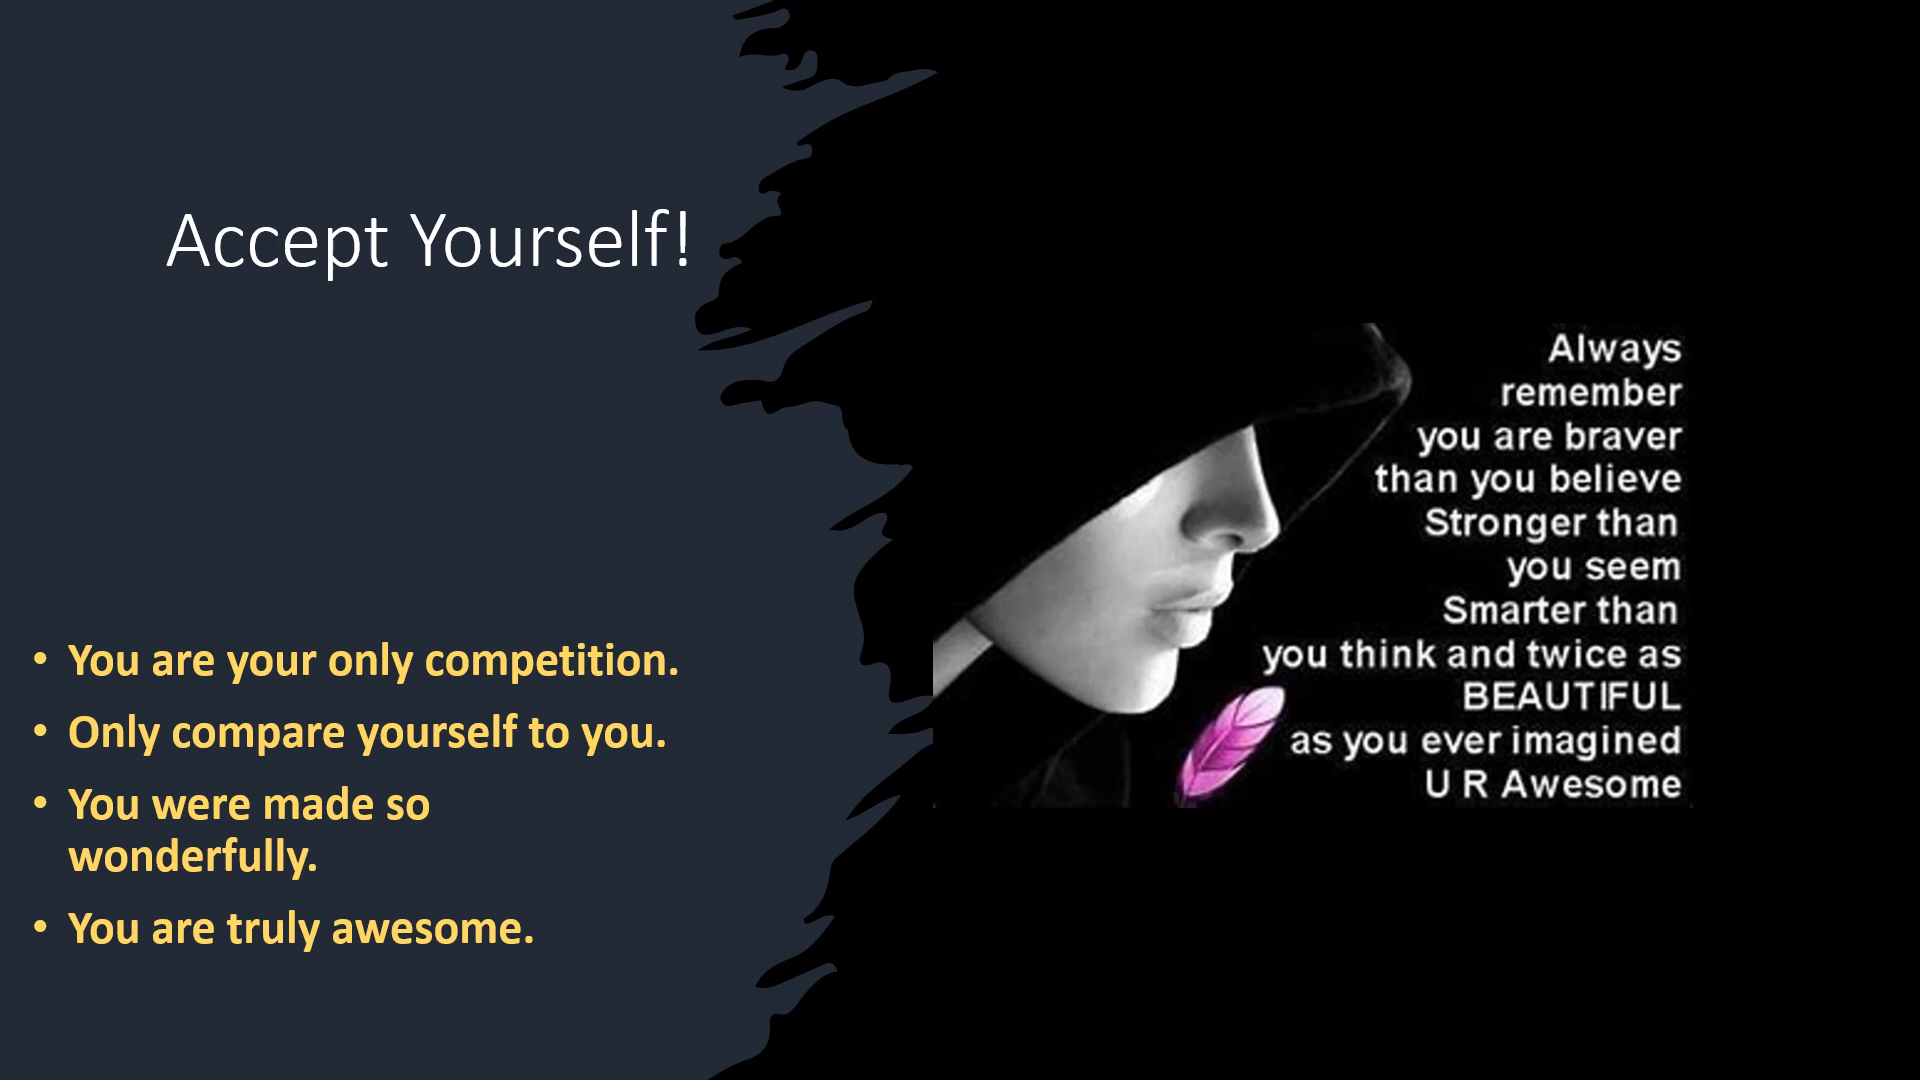 Accept Yourself!
• You are your only competition.
• Only compare yourself to you.
• You were made so
wonderfully.
• You are truly awesome.
Always
remember
you are braver
than you believe
Stronger than
you seem
Smarter than
you think and twice as
BEAUTIFUL
as you ever imagined
U R Awesome